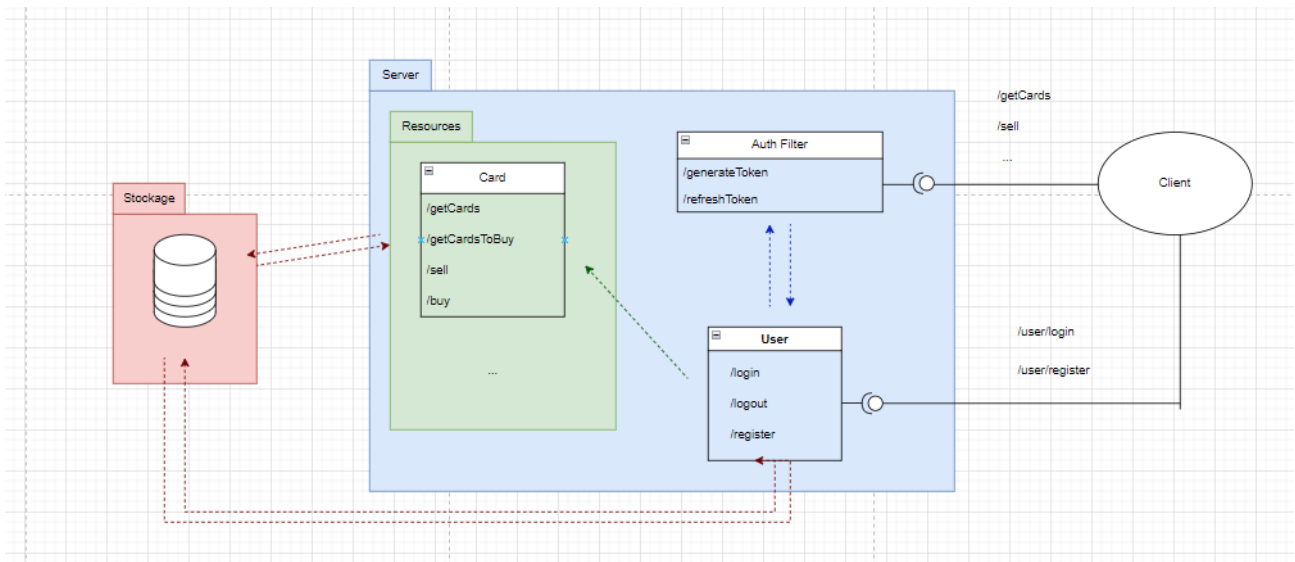 Server
/getCards
Resources
/sell
Auth Filter
...
Card
/generateToken
Client
Stockage
/refreshToken
/getCards
/getCardsToBuy
/sell
/buy
User
/user/login
...
/login
/user/register
/logout
/register